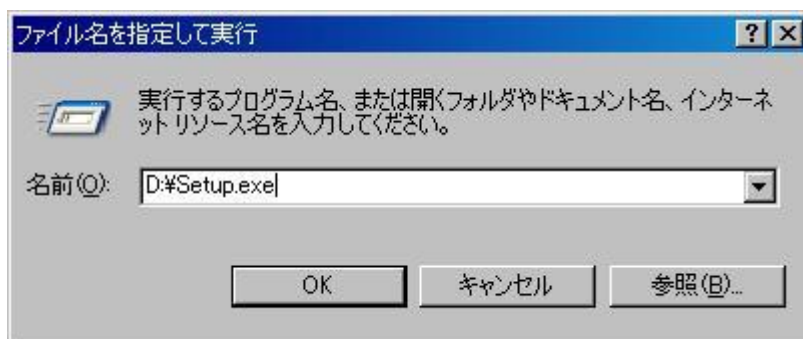 ファイル名を指定して実行
?
×
実行するプログラム名、または開くフォルダやドキュメント名、インターネ
ット リソース名を入力してください。
名前(O):
D:¥Setup.exe
OK
キャンセル
参照(B)...